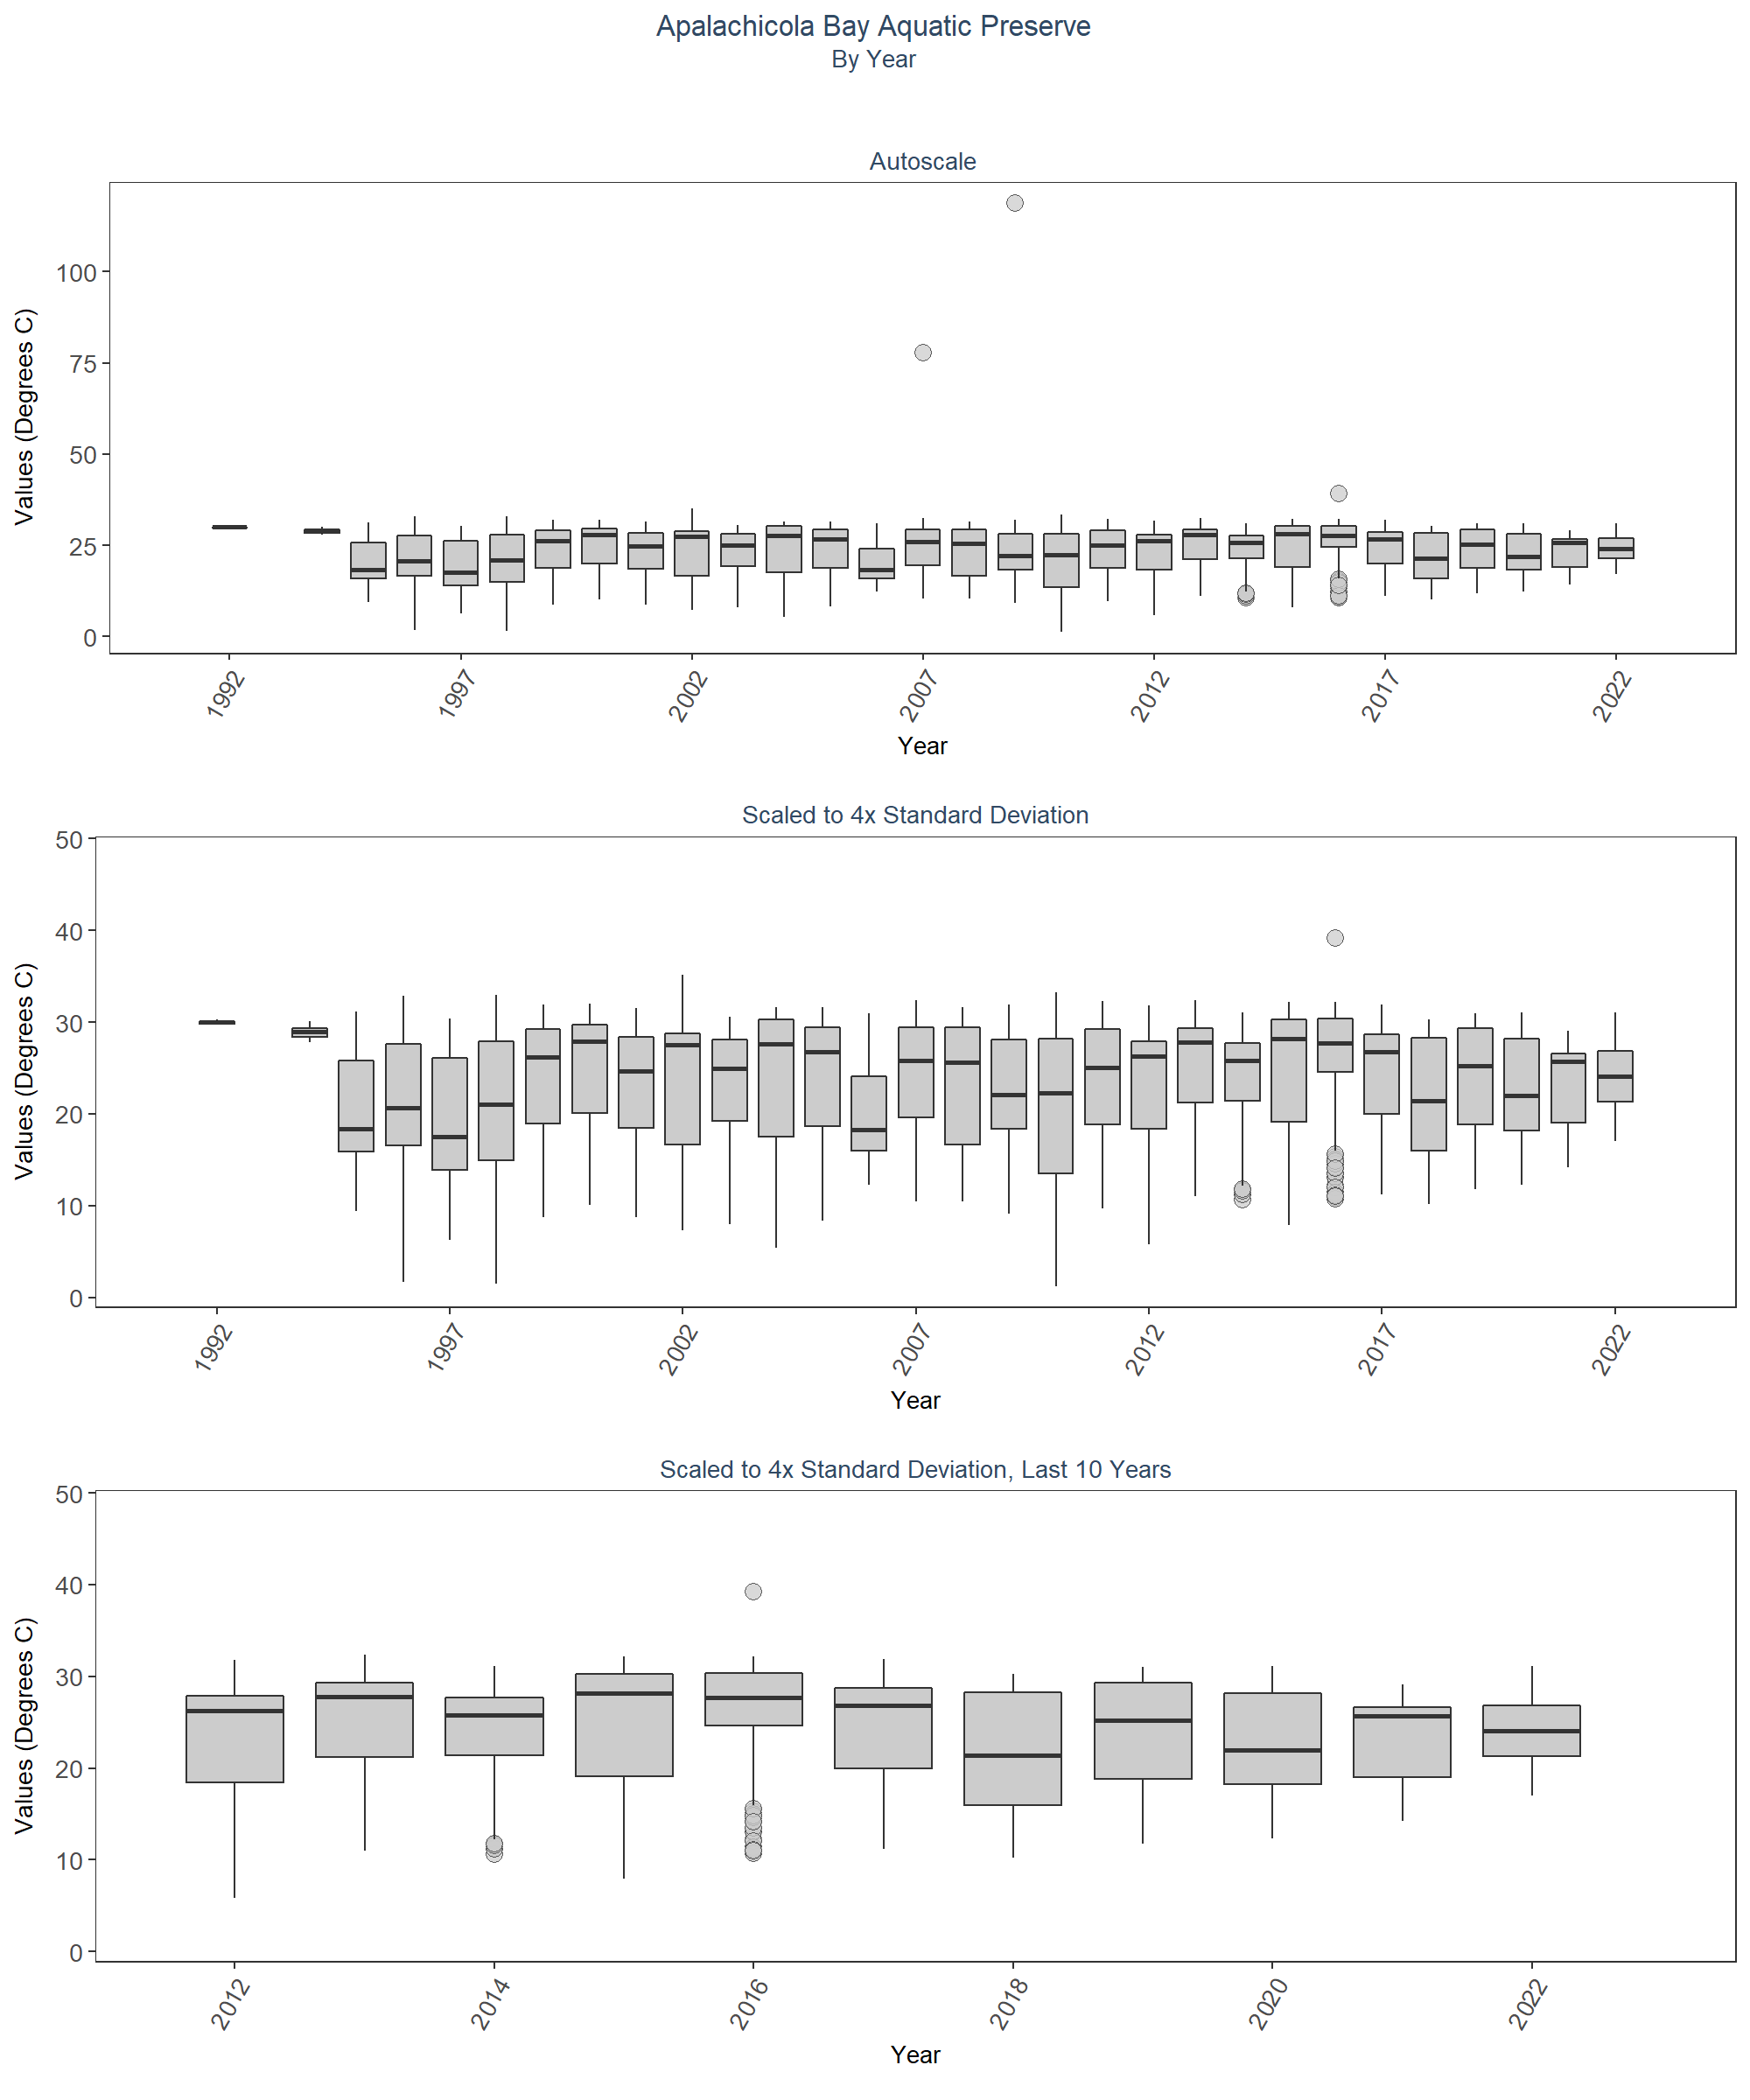 Apalachicola Bay Aquatic Preserve
By Year
Autoscale
Values (Degrees C)
100
75
50
25
0
1992 1997 2002 2007 2012 2017 2022
Year
Scaled to 4x Standard Deviation
Values (Degrees C)
50
40
30
20
10
0
1992 1997 2002 2007 2012 2017 2022
Year
Scaled to 4x Standard Deviation, Last 10 Years
Values (Degrees C)
50
40
30
20
10
0
2012 2014 2016 2018 2020 2022
Year